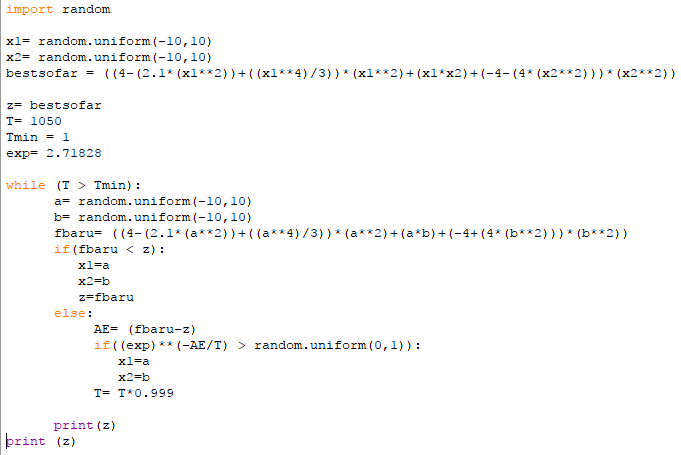 import random
x1= random.uniform(-10,10)
x2= random.uniform(-10,10)
bestsofar = ((4-(2.1*(x1**2))+((x1**4)/3))*(x1**2)+(x1*x2)+(-4-(4*(x2**2)))*(x2**2))
z= bestsofar
T= 1050
Tmin = 1
exp= 2.71828
while (T > Tmin):
a= random.uniform(-10,10)
b= random.uniform(-10,10)
fbaru= ((4-(2.1*(a**2))+((a**4)/3))*(a**2)+(a*b)+(-4+(4*(b**2)))*(b**2))
if(fbaru < z):
x1=a
x2=b
z=fbaru
else:
AE= (fbaru-z)
if((exp)**(-AE/T) > random.uniform(0,1)):
x1=a
x2=b
T= T*0.999
print(z)
print (z)